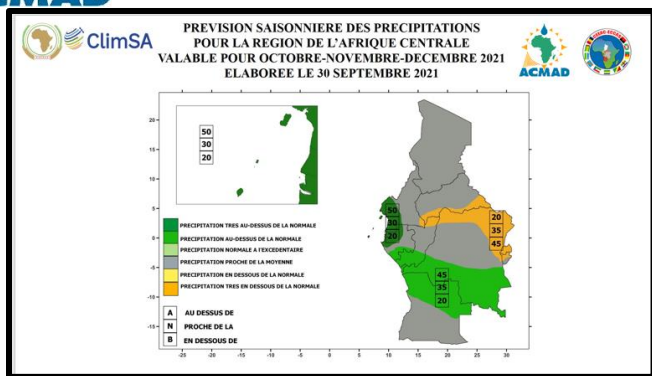 ACMAD
ClimSA
PREVISION SAISONNIERE DES PRECIPITATIONS
POUR LA REGION DE L'AFRIQUE CENTRALE
VALABLE POUR OCTOBRE-NOVEMBRE-DECEMBRE 2021
ELABOREE LE 30 SEPTEMBRE 2021
ACMAD
20
15
10
5
0
-5
-10
-15
50
30
20
50
30
20
20
35
45
45
35
20
PRECIPITATION TRES AU-DESSUS DE LA NORMALE
PRECIPITATION AU-DESSUS DE LA NORMALE
PRECIPITATION NORMALE A l'EXCEDENTAIRE
PRECIPITATION PROCHE DE LA MOYENNE
PRECIPITATION EN DESSOUS DE LA NORMALE
PRECIPITATION TRES EN DESSOUS DE LA NORMALE
A AU DESSUS DE
N PROCHE DE LA
B EN DESSOUS DE
-25 -20 -15 -10 -5 0 5 10 15 20 25 30